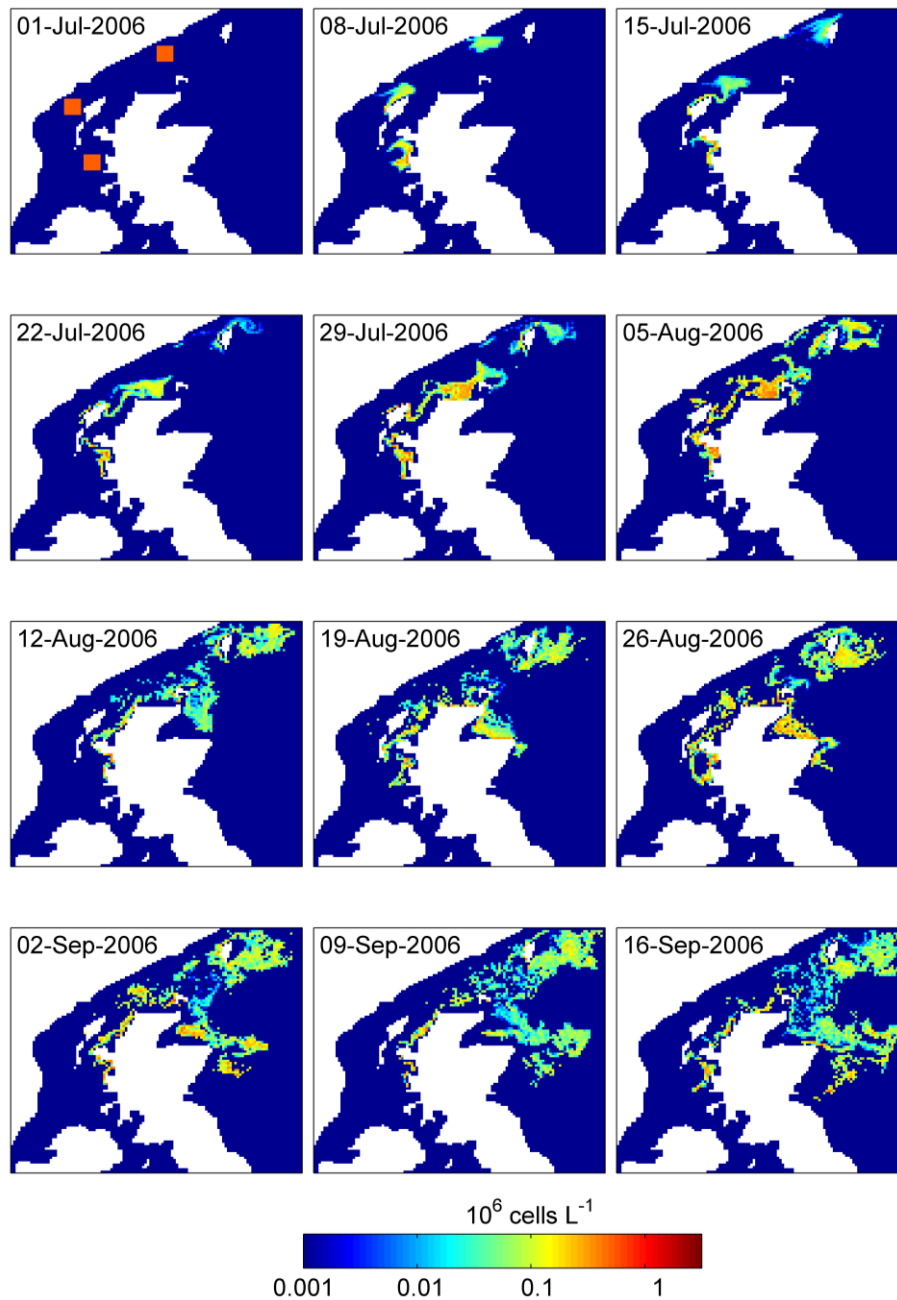 01-Jul-2006 08-Jul-2006 15-Jul-2006
22-Jul-2006 29-Jul-2006 05-Aug-2006
12-Aug-2006 19-Aug-2006 26-Aug-2006
02-Sep-2006 09-Sep-2006 16-Sep-2006
10⁶ cells L⁻¹
0.001 0.01 0.1 1